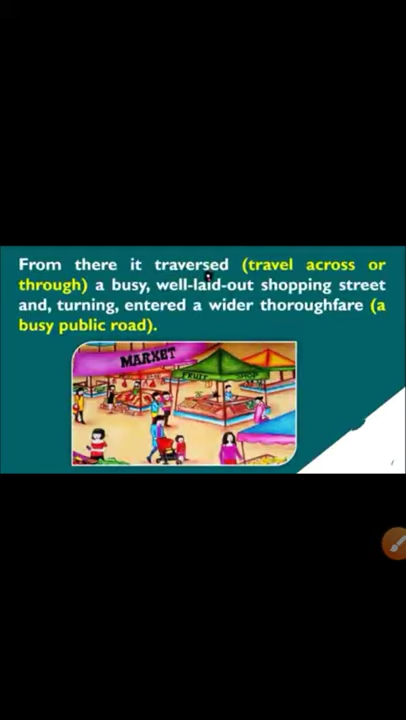 From there it traversed (travel across or
through) a busy, well-laid-out shopping street
and, turning, entered a wider thoroughfare (a
busy public road).
MARKET
FRUIT SHOP